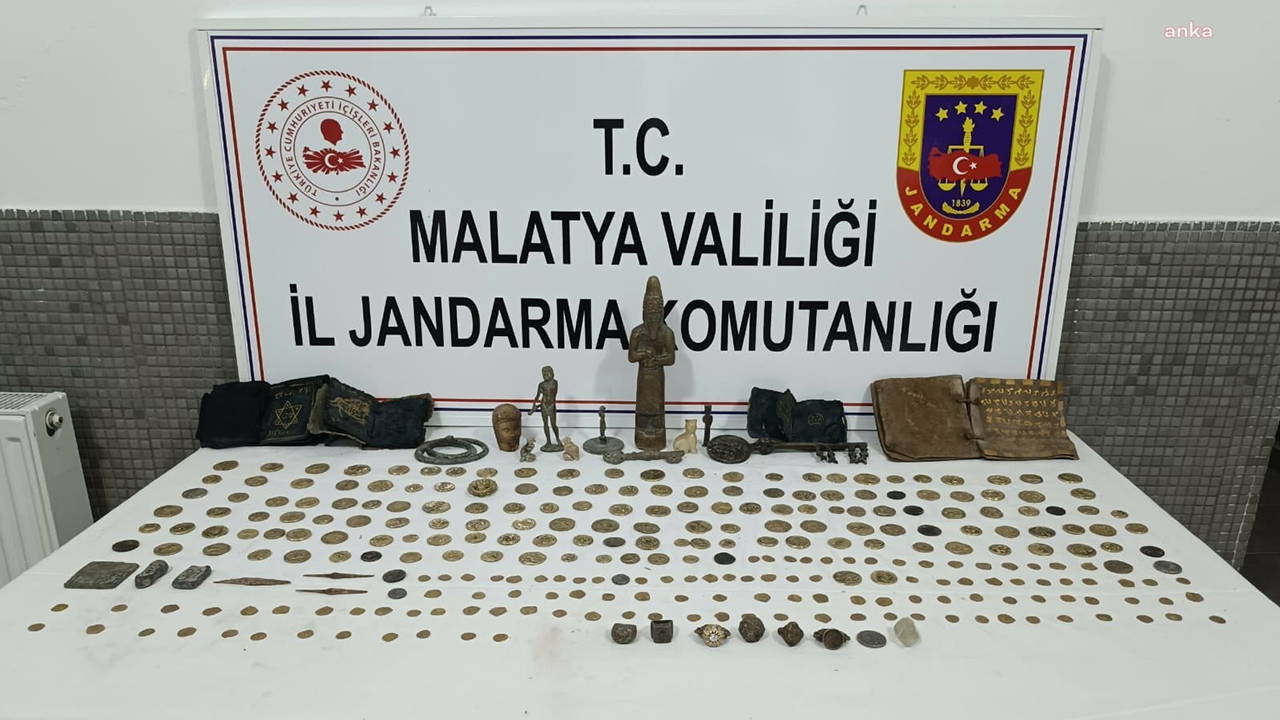 anka
TÜRKİYE CUMHURİYETİ İÇİŞLERİ BAKANLIĞI
T.C.
MALATYA VALİLİĞİ
İL JANDARMA KOMUTANLIĞI
1839
JANDARMA